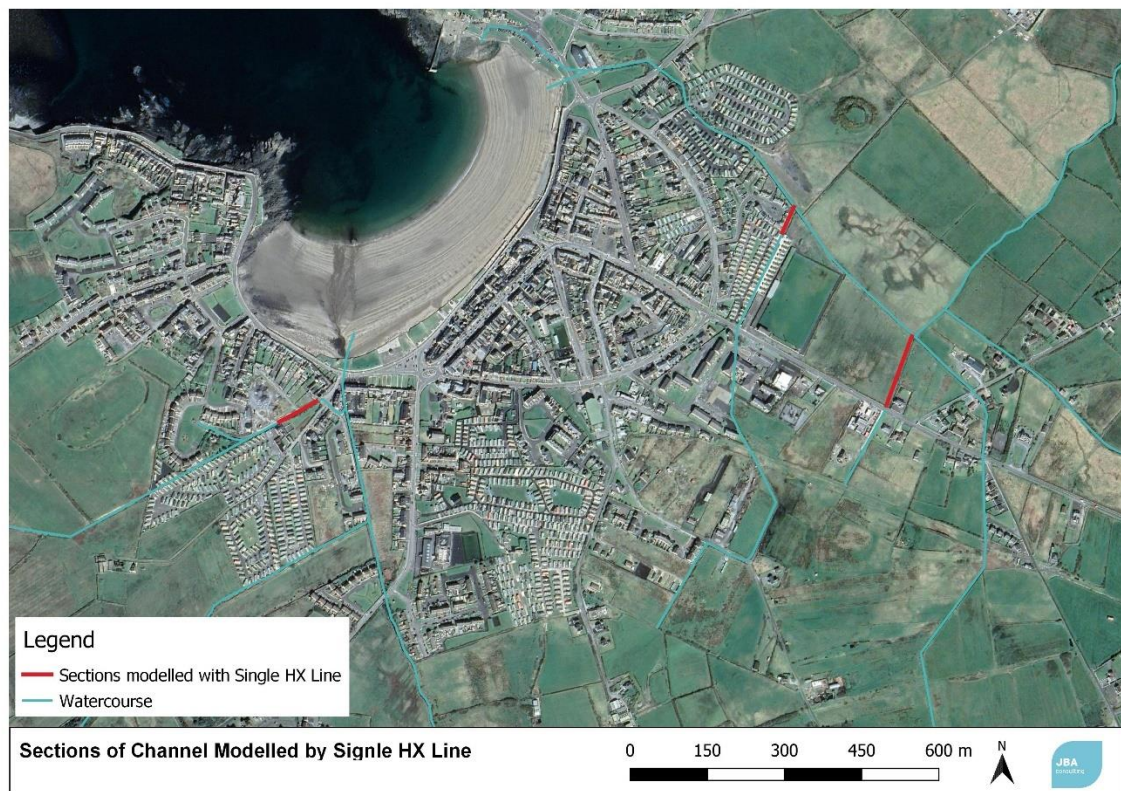 Legend
Sections modelled with Single HX Line
Watercourse
Sections of Channel Modelled by Signle HX Line
0 150 300 450 600 m
N
JBA
consulting